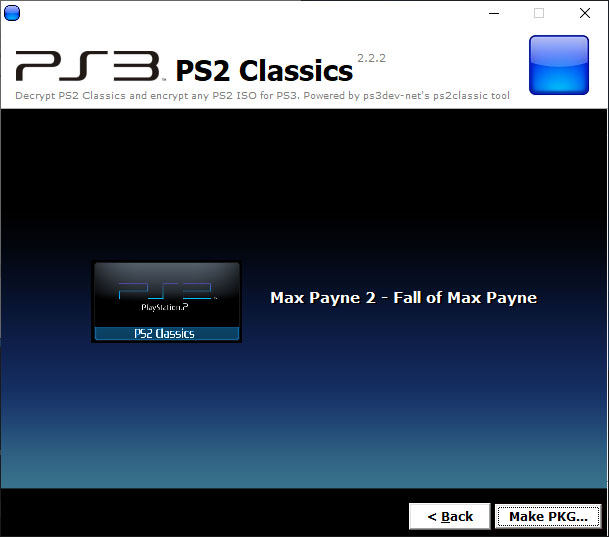 PS3 PS2 Classics 2.2.2
Decrypt PS2 Classics and encrypt any PS2 ISO for PS3. Powered by ps3dev-net's ps2classic tool
PS2
PlayStation.2
PS2 Classics
Max Payne 2 - Fall of Max Payne
< Back
Make PKG...